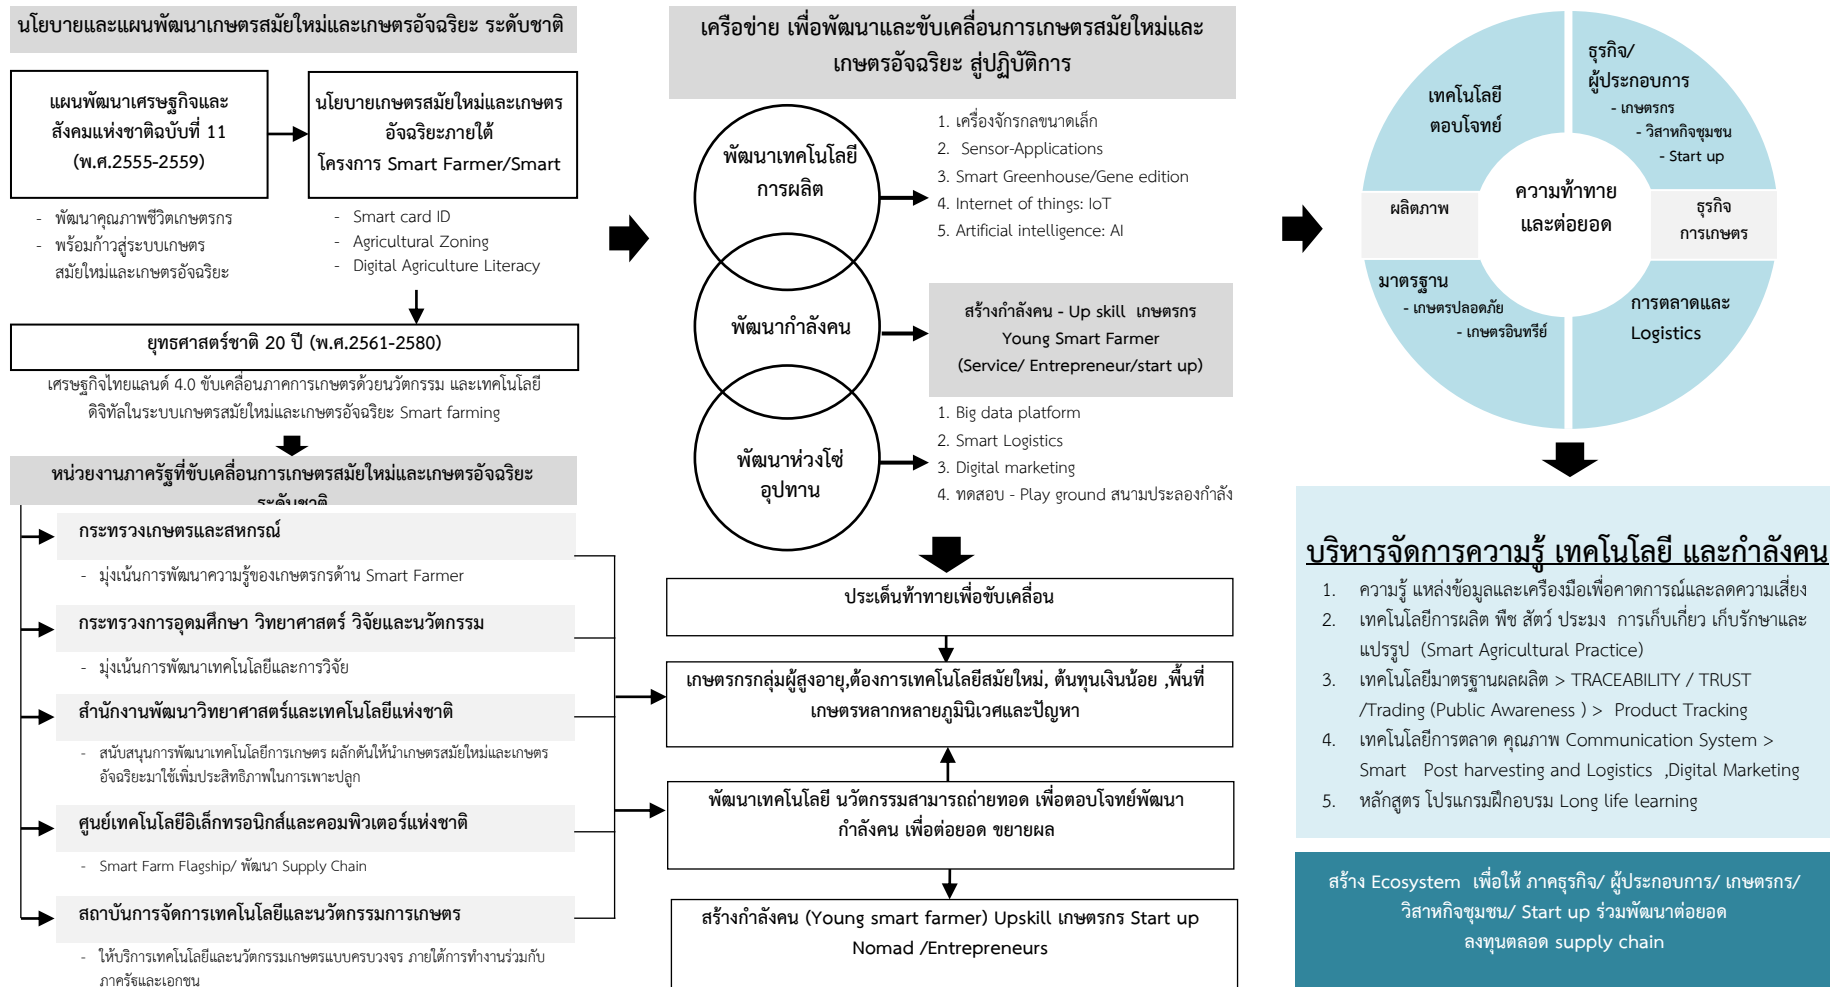 นโยบายและแผนพัฒนาเกษตรสมัยใหม่และเกษตรอัจฉริยะ ระดับชาติ
แผนพัฒนาเศรษฐกิจและ
สังคมแห่งชาติฉบับที่ 11
(พ.ศ.2555-2559)
นโยบายเกษตรสมัยใหม่และเกษตร
อัจฉริยะภายใต้
โครงการ Smart Farmer/Smart
- พัฒนาคุณภาพชีวิตเกษตรกร
- พร้อมก้าวสู่ระบบเกษตร
สมัยใหม่และเกษตรอัจฉริยะ
- Smart card ID
- Agricultural Zoning
- Digital Agriculture Literacy
ยุทธศาสตร์ชาติ 20 ปี (พ.ศ.2561-2580)
เศรษฐกิจไทยแลนด์ 4.0 ขับเคลื่อนภาคการเกษตรด้วยนวัตกรรม และเทคโนโลยี
ดิจิทัลในระบบเกษตรสมัยใหม่และเกษตรอัจฉริยะ Smart farming
หน่วยงานภาครัฐที่ขับเคลื่อนการเกษตรสมัยใหม่และเกษตรอัจฉริยะ
ระดับชาติ
กระทรวงเกษตรและสหกรณ์
- มุ่งเน้นการพัฒนาความรู้ของเกษตรกรด้าน Smart Farmer
กระทรวงการอุดมศึกษา วิทยาศาสตร์ วิจัยและนวัตกรรม
- มุ่งเน้นการพัฒนาเทคโนโลยีและการวิจัย
สำนักงานพัฒนาวิทยาศาสตร์และเทคโนโลยีแห่งชาติ
- สนับสนุนการพัฒนาเทคโนโลยีการเกษตร ผลักดันให้นำเกษตรสมัยใหม่และเกษตร
อัจฉริยะมาใช้เพิ่มประสิทธิภาพในการเพาะปลูก
ศูนย์เทคโนโลยีอิเล็กทรอนิกส์และคอมพิวเตอร์แห่งชาติ
- Smart Farm Flagship/ พัฒนา Supply Chain
สถาบันการจัดการเทคโนโลยีและนวัตกรรมการเกษตร
- ให้บริการเทคโนโลยีและนวัตกรรมเกษตรแบบครบวงจร ภายใต้การทำงานร่วมกับ
ภาครัฐและเอกชน
เครือข่าย เพื่อพัฒนาและขับเคลื่อนการเกษตรสมัยใหม่และ
เกษตรอัจฉริยะ สู่ปฏิบัติการ
พัฒนาเทคโนโลยี
การผลิต
1. เครื่องจักรกลขนาดเล็ก
2. Sensor-Applications
3. Smart Greenhouse/Gene edition
4. Internet of things: IoT
5. Artificial intelligence: AI
พัฒนากำลังคน
สร้างกำลังคน - Up skill เกษตรกร
Young Smart Farmer
(Service/ Entrepreneur/start up)
พัฒนาห่วงโซ่
อุปทาน
1. Big data platform
2. Smart Logistics
3. Digital marketing
4. ทดสอบ - Play ground สนามประลองกำลัง
ประเด็นท้าทายเพื่อขับเคลื่อน
เกษตรกรกลุ่มผู้สูงอายุ,ต้องการเทคโนโลยีสมัยใหม่, ต้นทุนเงินน้อย ,พื้นที่
เกษตรหลากหลายภูมินิเวศและปัญหา
พัฒนาเทคโนโลยี นวัตกรรมสามารถถ่ายทอด เพื่อตอบโจทย์พัฒนา
กำลังคน เพื่อต่อยอด ขยายผล
สร้างกำลังคน (Young smart farmer) Upskill เกษตรกร Start up
Nomad /Entrepreneurs
เทคโนโลยี
ตอบโจทย์
ธุรกิจ/
ผู้ประกอบการ
- เกษตรกร
- วิสาหกิจชุมชน
- Start up
ผลิตภาพ
ความท้าทาย
และต่อยอด
ธุรกิจ
การเกษตร
มาตรฐาน
- เกษตรปลอดภัย
- เกษตรอินทรีย์
การตลาดและ
Logistics
บริหารจัดการความรู้ เทคโนโลยี และกำลังคน
1. ความรู้ แหล่งข้อมูลและเครื่องมือเพื่อคาดการณ์และลดความเสี่ยง
2. เทคโนโลยีการผลิต พืช สัตว์ ประมง การเก็บเกี่ยว เก็บรักษาและ
แปรรูป (Smart Agricultural Practice)
3. เทคโนโลยีมาตรฐานผลผลิต > TRACEABILITY / TRUST
/Trading (Public Awareness ) > Product Tracking
4. เทคโนโลยีการตลาด คุณภาพ Communication System >
Smart Post harvesting and Logistics ,Digital Marketing
5. หลักสูตร โปรแกรมฝึกอบรม Long life learning
สร้าง Ecosystem เพื่อให้ ภาคธุรกิจ/ ผู้ประกอบการ/ เกษตรกร/
วิสาหกิจชุมชน/ Start up ร่วมพัฒนาต่อยอด
ลงทุนตลอด supply chain